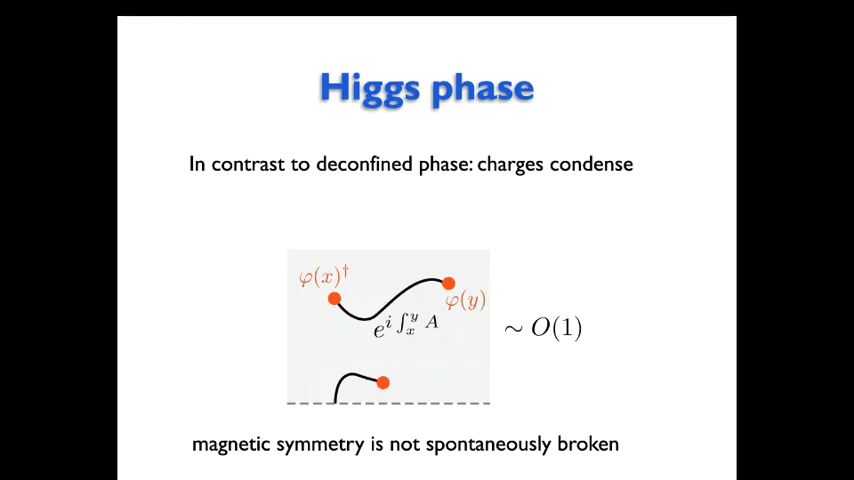 Higgs phase
In contrast to deconfined phase: charges condense
φ(x)†
φ(y)
e^{i ∫_x^y A}
∼ O(1)
magnetic symmetry is not spontaneously broken